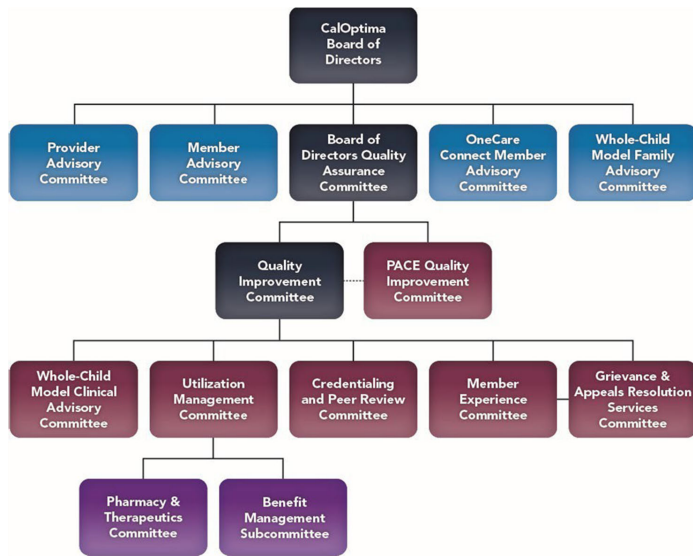 CalOptima
Board of
Directors
Provider
Advisory
Committee
Member
Advisory
Committee
Board of
Directors Quality
Assurance
Committee
OneCare
Connect Member
Advisory
Committee
Whole-Child
Model Family
Advisory
Committee
Quality
Improvement
Committee
PACE Quality
Improvement
Committee
Whole-Child
Model Clinical
Advisory
Committee
Utilization
Management
Committee
Credentialing
and Peer Review
Committee
Member
Experience
Committee
Grievance &
Appeals Resolution
Services
Committee
Pharmacy &
Therapeutics
Committee
Benefit
Management
Subcommittee